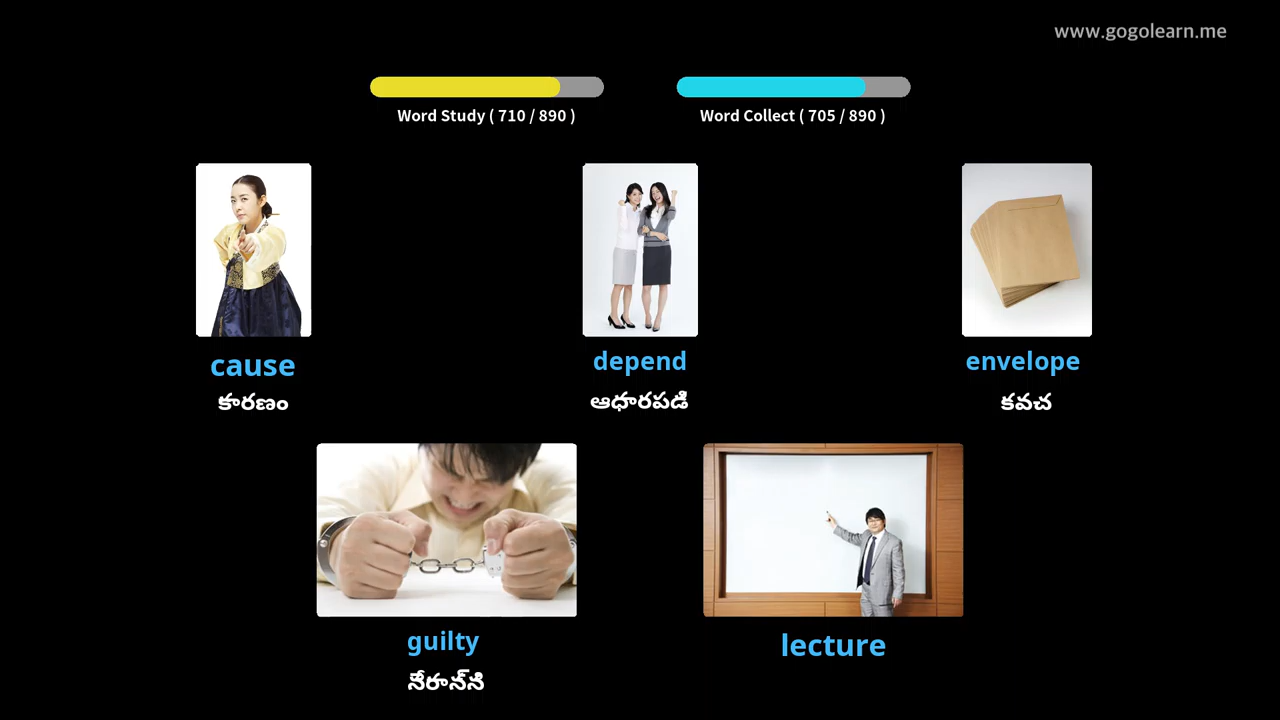 www.gogolearn.me
Word Study ( 710 / 890 )
Word Collect ( 705 / 890 )
cause
depend
envelope
కారణం
ఆధారపడి
కవచ
guilty
lecture
నేరాన్ని